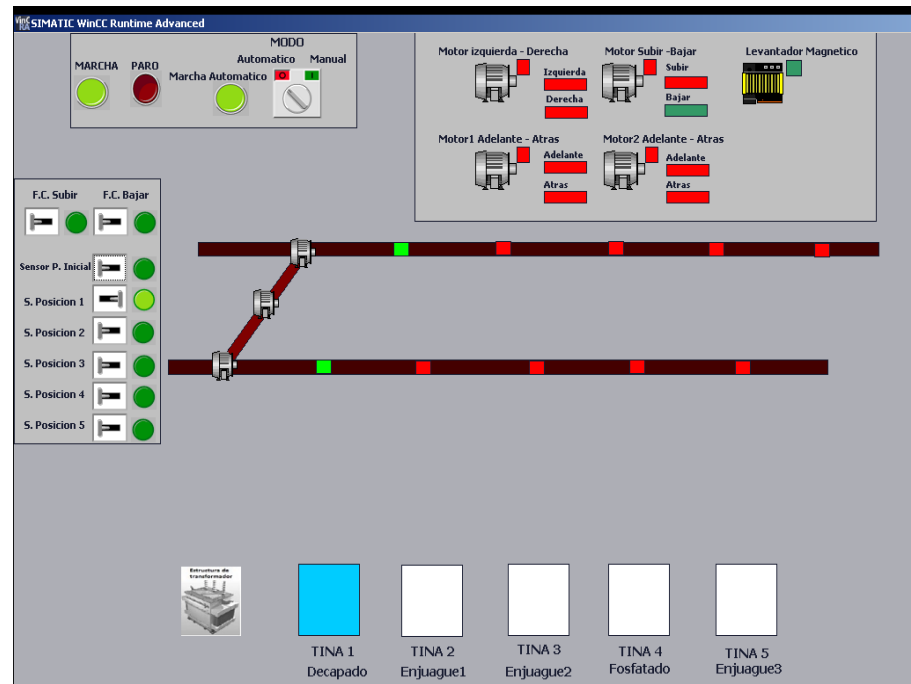 SIMATIC WinCC Runtime Advanced
MODO
MARCHA PARO Automatico Manual
Marcha Automatico O I
Motor izquierda - Derecha
Izquierda
Derecha
Motor Subir -Bajar
Subir
Bajar
Levantador Magnetico
Motor1 Adelante - Atras
Adelante
Atras
Motor2 Adelante - Atras
Adelante
Atras
F.C. Subir F.C. Bajar
Sensor P. Inicial
S. Posicion 1
S. Posicion 2
S. Posicion 3
S. Posicion 4
S. Posicion 5
Estructura de
transformador
TINA 1
Decapado
TINA 2
Enjuague1
TINA 3
Enjuague2
TINA 4
Fosfatado
TINA 5
Enjuague3